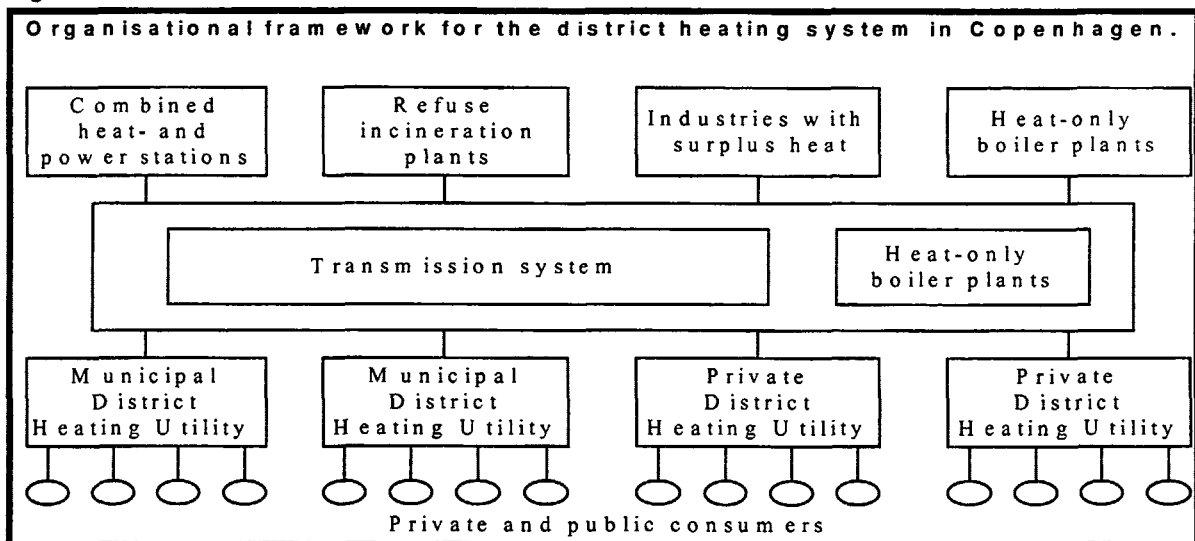 Organisational framework for the district heating system in Copenhagen.
Combined
heat- and
power stations
Refuse
incineration
plants
Industries with
surplus heat
Heat-only
boiler plants
Transmission system
Heat-only
boiler plants
Municipal
District
Heating Utility
Municipal
District
Heating Utility
Private
District
Heating Utility
Private
District
Heating Utility
Private and public consumers